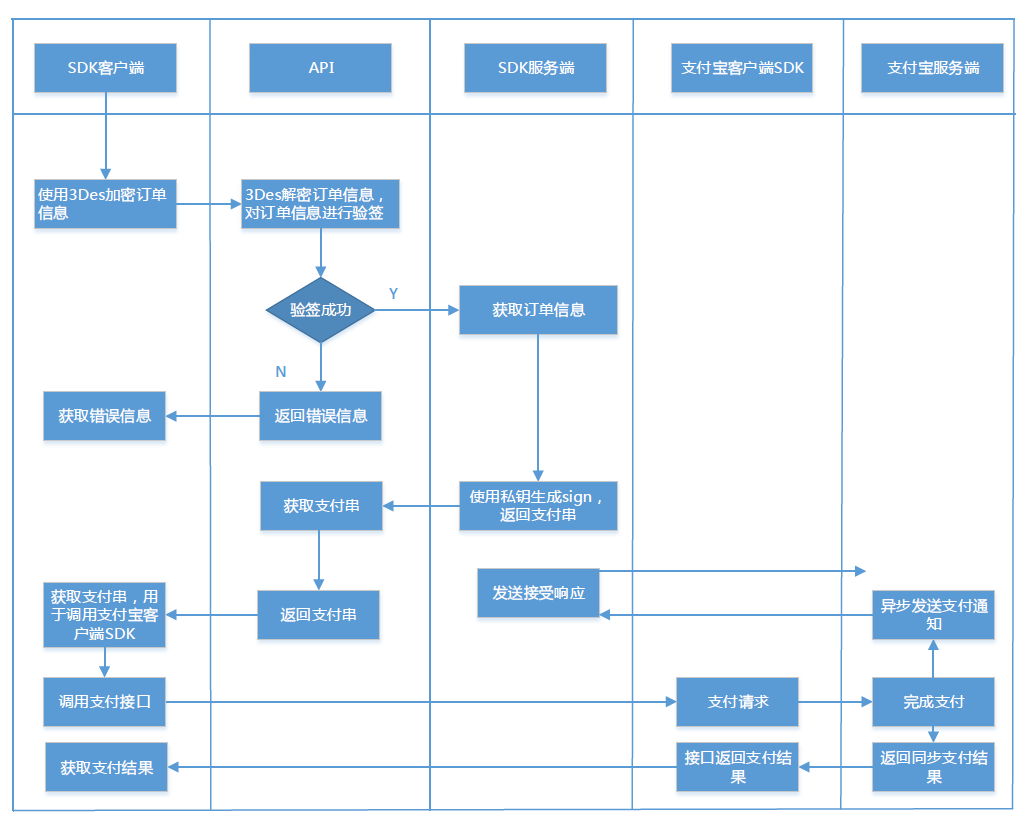 SDK客户端
API
SDK服务端
支付宝客户端SDK
支付宝服务端
使用3Des加密订单
信息
3Des解密订单信息，
对订单信息进行验签
验签成功
Y
获取订单信息
N
获取错误信息
返回错误信息
获取支付串
使用私钥生成sign，
返回支付串
获取支付串，用
于调用支付宝客
户端SDK
返回支付串
发送接受响应
异步发送支付通
知
调用支付接口
支付请求
完成支付
获取支付结果
接口返回支付结
果
返回同步支付结
果